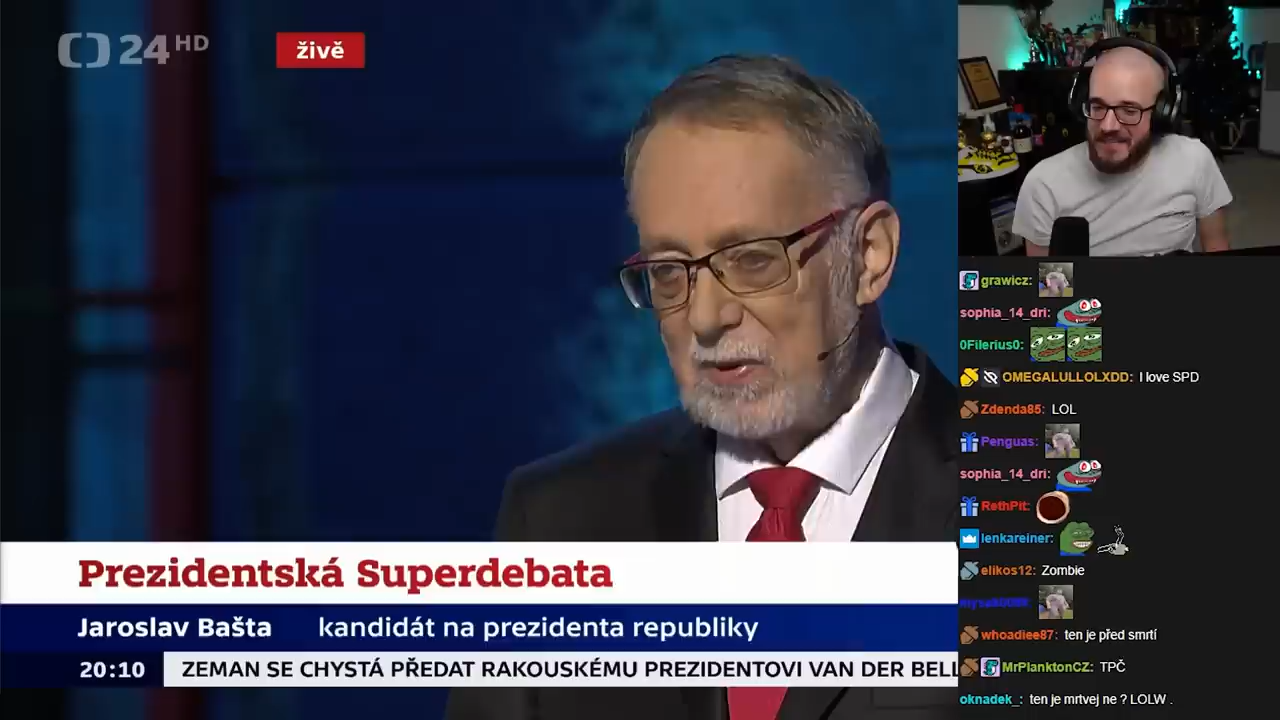 ČT24 HD
živě
Prezidentská Superdebata
Jaroslav Bašta kandidát na prezidenta republiky
20:10 ZEMAN SE CHYSTÁ PŘEDAT RAKOUSKÉMU PREZIDENTOVI VAN DER BELL
grawicz:
sophia_14_dri:
0Filerius0:
OMEGALULLOLXDD: I love SPD
Zdenda85: LOL
Penguas:
sophia_14_dri:
RethPit:
lenkareiner:
elikos12: Zombie
whoadiee87: ten je před smrtí
MrPlanktonCZ: TPČ
oknadek_: ten je mrtvej ne ? LOLW .